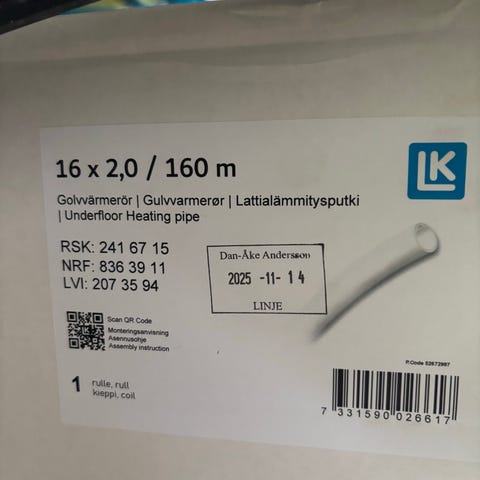 16 x 2,0 / 160 m
LK
Golvvärmerör | Gulvvarmerør | Lattialämmitysputki
| Underfloor Heating pipe
RSK: 241 67 15
NRF: 836 39 11
LVI: 207 35 94
Dan-Åke Andersson
2025 -11- 14
LINJE
Scan QR Code
Monteringsanvisning
Asennusohje
Assembly instruction
1 rulle, rull
kieppi, coil
P.Code 52672987
7 331590 026617